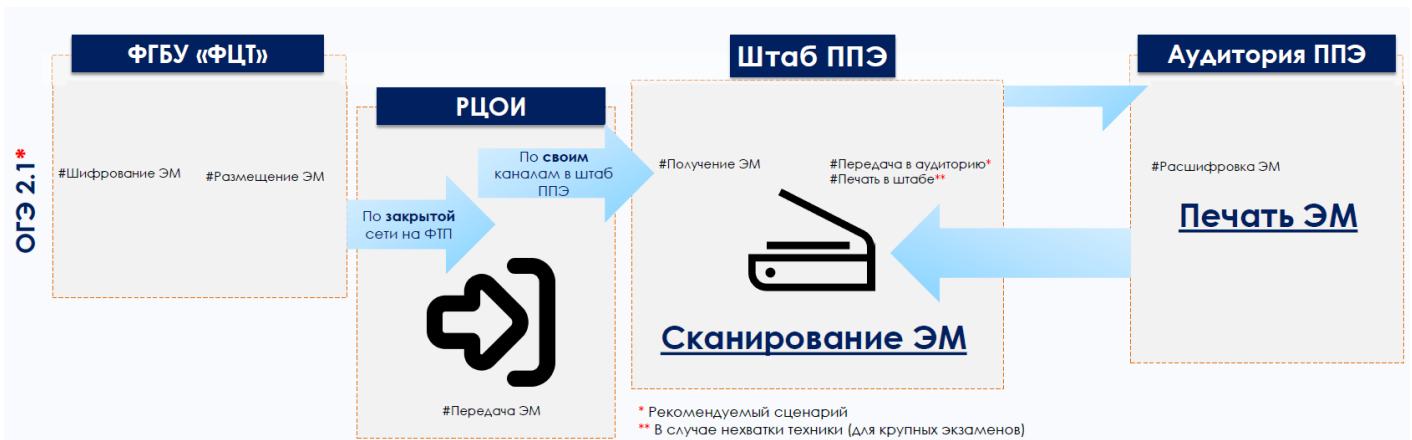 ОГЭ 2.1*
ФГБУ «ФЦТ»
#Шифрование ЭМ
#Размещение ЭМ
По закрытой
сети на ФТП
РЦОИ
По своим
каналам в штаб
ППЭ
#Передача ЭМ
Штаб ППЭ
#Получение ЭМ
#Передача в аудиторию*
#Печать в штабе**
Сканирование ЭМ
Аудитория ППЭ
#Расшифровка ЭМ
Печать ЭМ
* Рекомендуемый сценарий
** В случае нехватки техники (для крупных экзаменов)